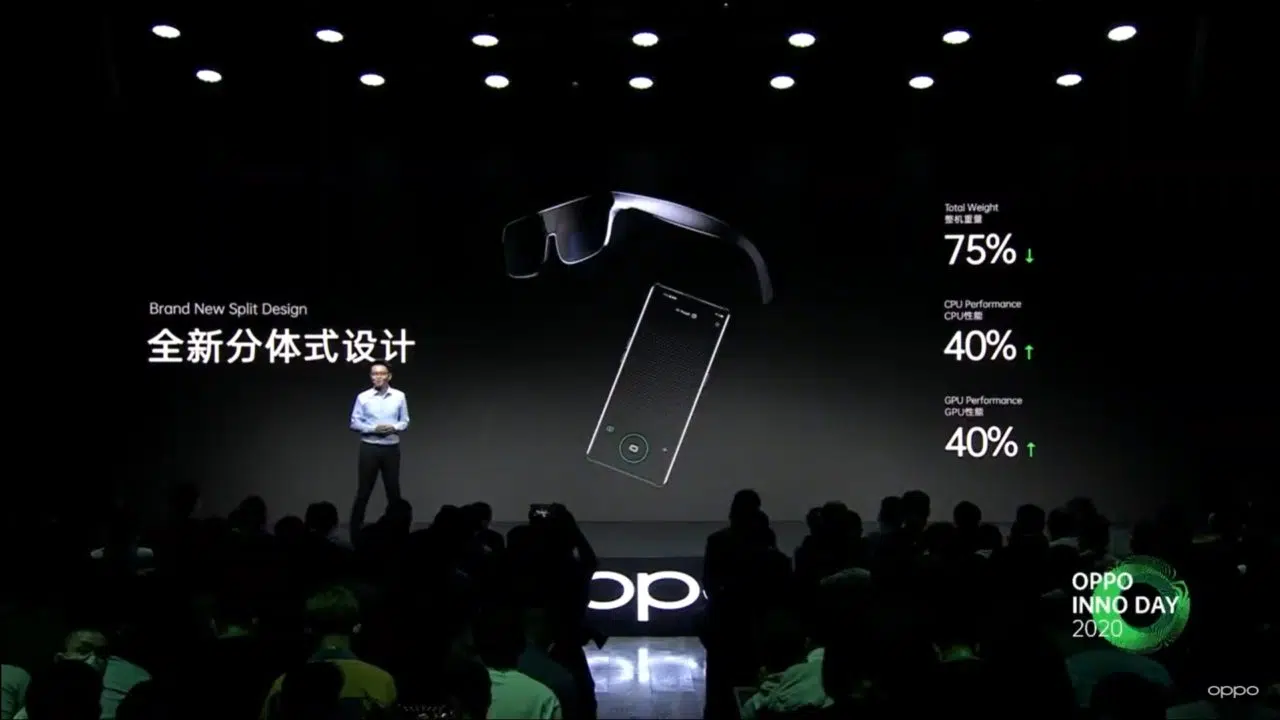 Brand New Split Design
全新分体式设计
Total Weight
整机重量
75% ↓
CPU Performance
CPU性能
40% ↑
GPU Performance
GPU性能
40% ↑
opp
OPPO
INNO DAY
2020
oppo